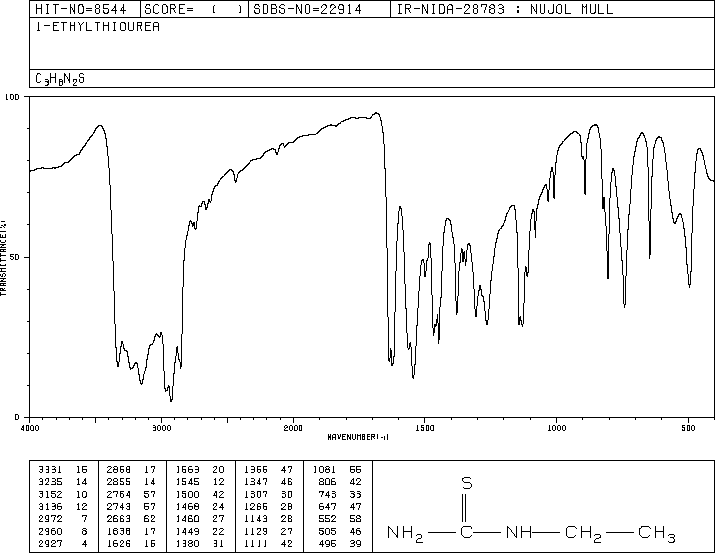 HIT-NO=8544 SCORE= ( ) SDBS-NO=22914 IR-NIDA-28783 : NUJOL MULL
1-ETHYLTHIOUREA
C3H8N2S
100
50
0
TRANSMITTANCE(%)
4000 3000 2000 1500 1000 500
WAVENUMBER(-1)
3331 15 2868 17 1563 20 1366 47 1081 55
3235 14 2855 14 1545 12 1347 46 806 42
3152 10 2764 57 1500 42 1307 30 743 33
3136 12 2743 57 1468 24 1266 28 647 47
2972 7 2663 62 1460 27 1143 28 552 58
2960 8 1638 17 1449 22 1129 27 505 46
2927 4 1626 15 1380 31 1111 42 495 39
S
NH2 C NH CH2 CH3